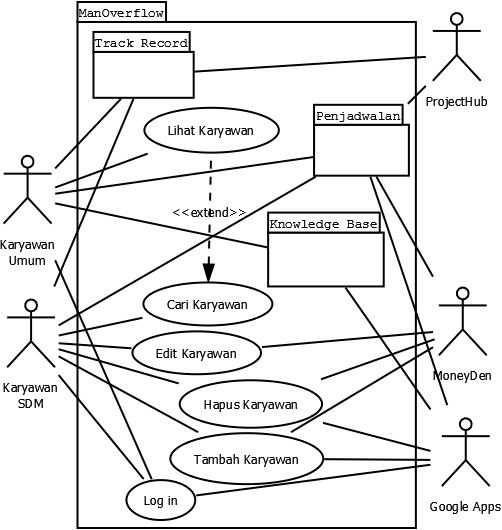 ManOverflow
Track Record
ProjectHub
Lihat Karyawan
Penjadwalan
Karyawan
Umum
<<extend>>
Knowledge Base
Cari Karyawan
Edit Karyawan
MoneyDen
Karyawan
SDM
Hapus Karyawan
Tambah Karyawan
Log in
Google Apps